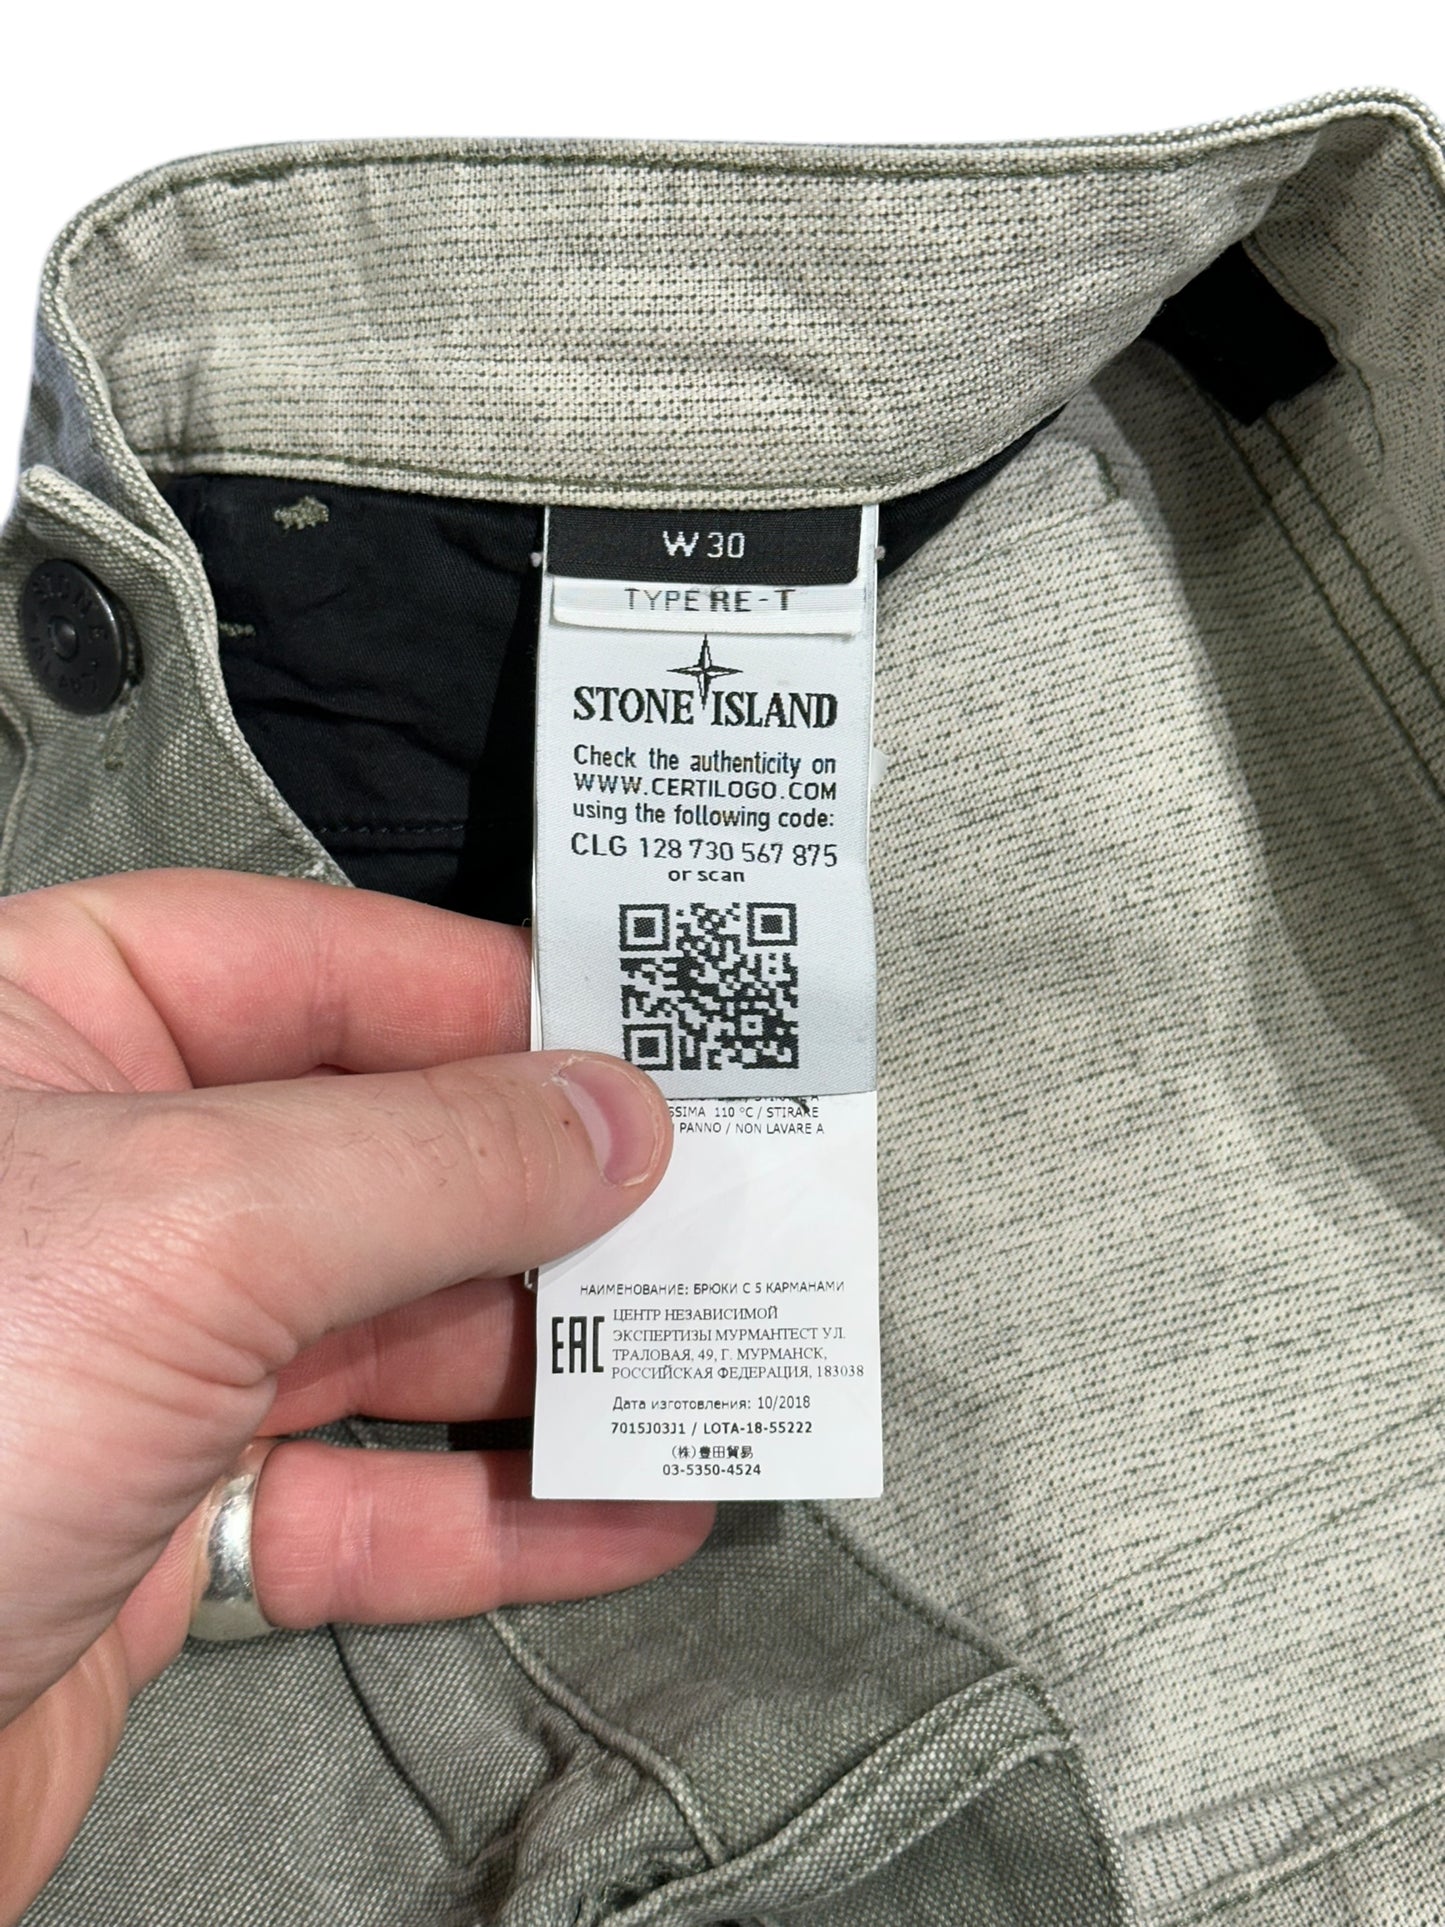 W 30
TYPE RE-T
STONE ISLAND
Check the authenticity on
WWW.CERTILOGO.COM
using the following code:
CLG 128 730 567 875
or scan
SSIMA 110 °C / STIRARE
PANNO / NON LAVARE A
НАИМЕНОВАНИЕ: БРЮКИ С 5 КАРМАНАМИ
EAC
ЦЕНТР НЕЗАВИСИМОЙ
ЭКСПЕРТИЗЫ МУРМАНТЕСТ УЛ.
ТРАЛОВАЯ, 49, Г. МУРМАНСК,
РОССИЙСКАЯ ФЕДЕРАЦИЯ, 183038
Дата изготовления: 10/2018
7015J03J1 / LOTA-18-55222
(株)豊田貿易
03-5350-4524